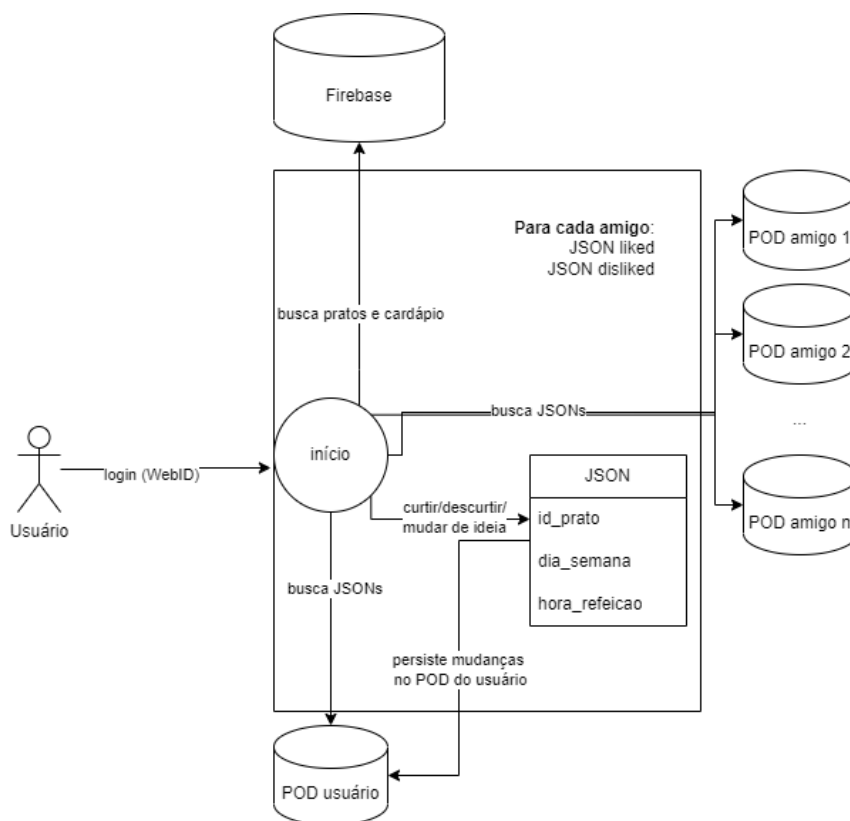 Firebase
Para cada amigo:
JSON liked
JSON disliked
POD amigo 1
busca pratos e cardápio
POD amigo 2
busca JSONs
...
início
login (WebID)
Usuário
JSON
id_prato
dia_semana
hora_refeicao
curtir/descurtir/
mudar de ideia
POD amigo n
busca JSONs
persiste mudanças
no POD do usuário
POD usuário